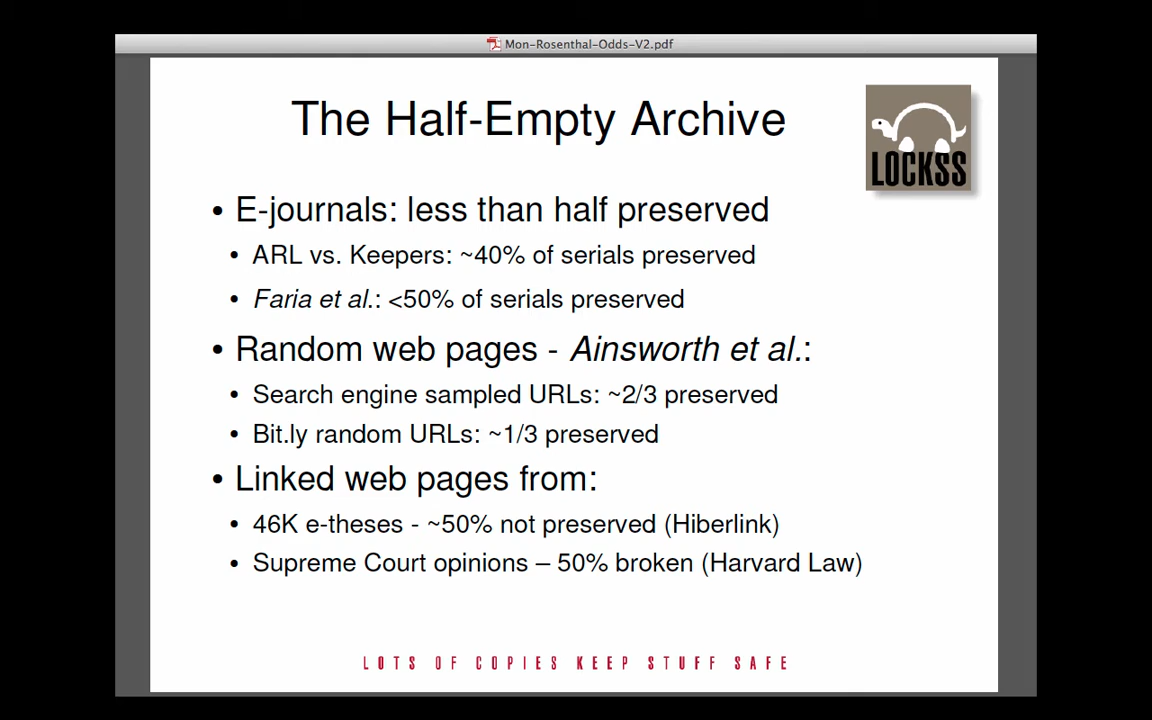 Mon-Rosenthal-Odds-V2.pdf
The Half-Empty Archive
LOCKSS
• E-journals: less than half preserved
• ARL vs. Keepers: ~40% of serials preserved
• Faria et al.: <50% of serials preserved
• Random web pages - Ainsworth et al.:
• Search engine sampled URLs: ~2/3 preserved
• Bit.ly random URLs: ~1/3 preserved
• Linked web pages from:
• 46K e-theses - ~50% not preserved (Hiberlink)
• Supreme Court opinions – 50% broken (Harvard Law)
LOTS OF COPIES KEEP STUFF SAFE